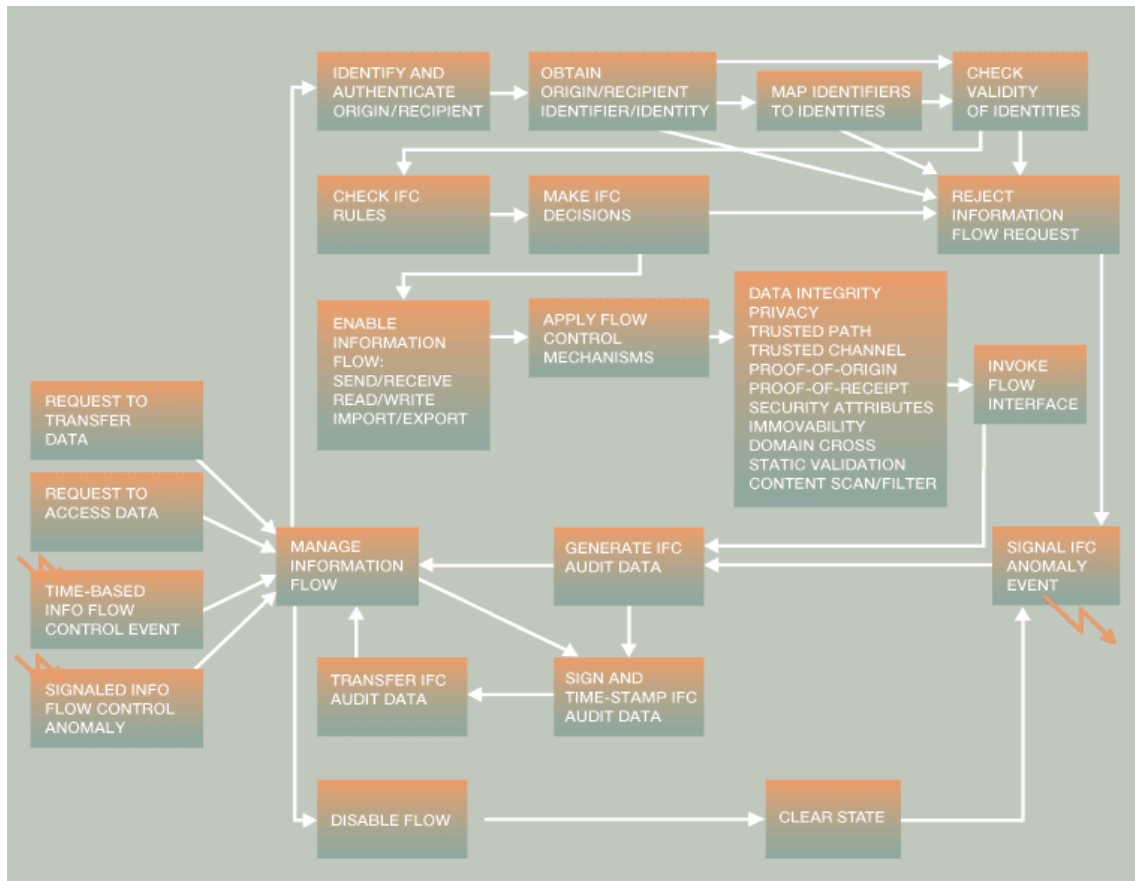 IDENTIFY AND
AUTHENTICATE
ORIGIN/RECIPIENT
OBTAIN
ORIGIN/RECIPIENT
IDENTIFIER/IDENTITY
MAP IDENTIFIERS
TO IDENTITIES
CHECK
VALIDITY
OF IDENTITIES
CHECK IFC
RULES
MAKE IFC
DECISIONS
REJECT
INFORMATION
FLOW REQUEST
ENABLE
INFORMATION
FLOW:
SEND/RECEIVE
READ/WRITE
IMPORT/EXPORT
APPLY FLOW
CONTROL
MECHANISMS
DATA INTEGRITY
PRIVACY
TRUSTED PATH
TRUSTED CHANNEL
PROOF-OF-ORIGIN
PROOF-OF-RECEIPT
SECURITY ATTRIBUTES
IMMOVABILITY
DOMAIN CROSS
STATIC VALIDATION
CONTENT SCAN/FILTER
INVOKE
FLOW
INTERFACE
REQUEST TO
TRANSFER
DATA
REQUEST TO
ACCESS DATA
TIME-BASED
INFO FLOW
CONTROL EVENT
SIGNALED INFO
FLOW CONTROL
ANOMALY
MANAGE
INFORMATION
FLOW
GENERATE IFC
AUDIT DATA
SIGNAL IFC
ANOMALY
EVENT
TRANSFER IFC
AUDIT DATA
SIGN AND
TIME-STAMP IFC
AUDIT DATA
DISABLE FLOW
CLEAR STATE